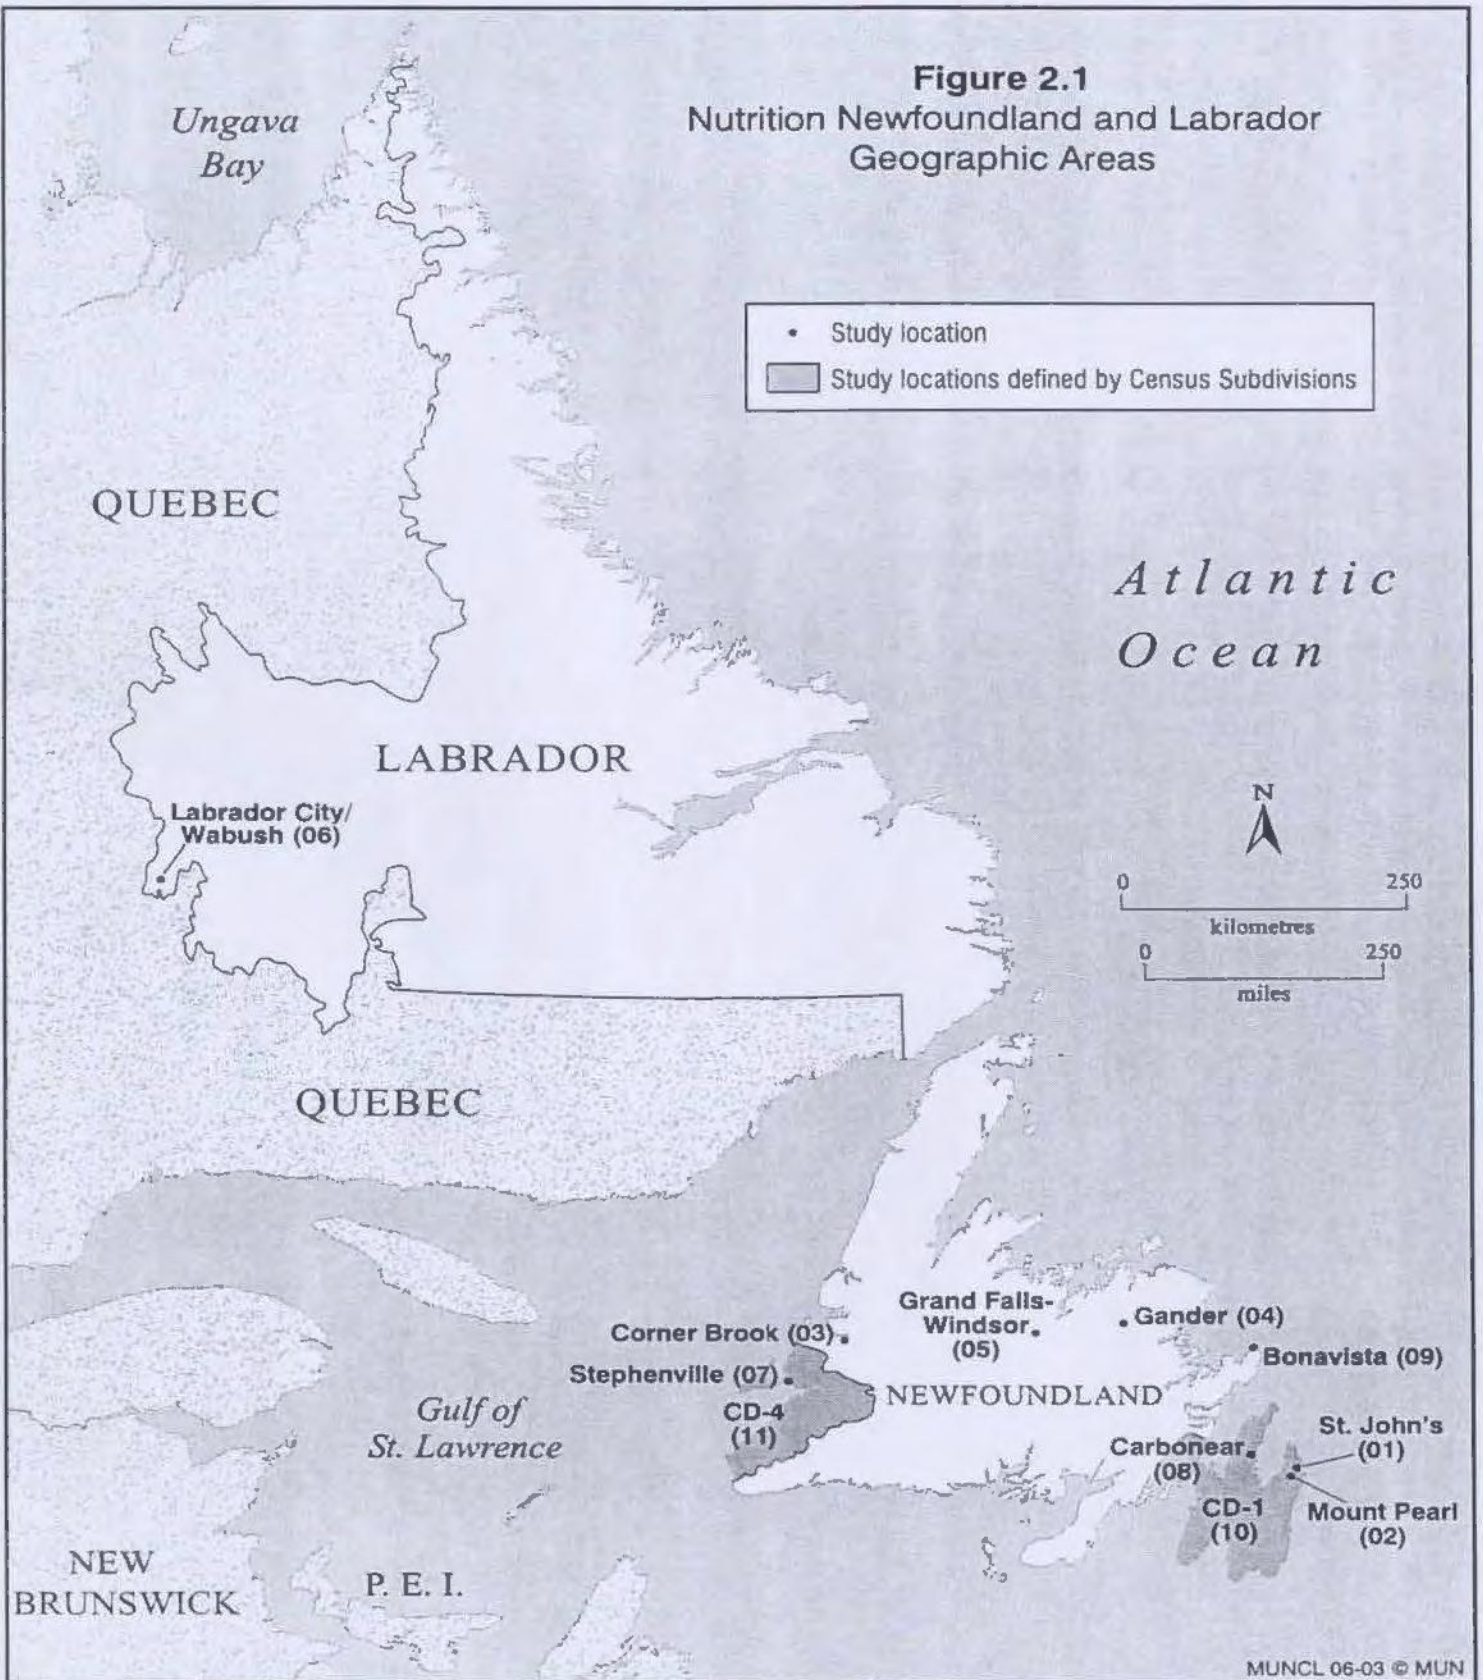 Figure 2.1
Nutrition Newfoundland and Labrador
Geographic Areas
Ungava
Bay
Study location
Study locations defined by Census Subdivisions
QUEBEC
Atlantic
Ocean
LABRADOR
Labrador City/
Wabush (06)
N
0 250
kilometres
0 250
miles
QUEBEC
Grand Falls-
Windsor
(05)
Gander (04)
Corner Brook (03)
Bonavista (09)
Stephenville (07)
NEWFOUNDLAND
CD-4
(11)
Gulf of
St. Lawrence
St. John's
(01)
Carbonear
(08)
CD-1
(10)
Mount Pearl
(02)
NEW
BRUNSWICK
P. E. I.
MUNCL 06-03 © MUN